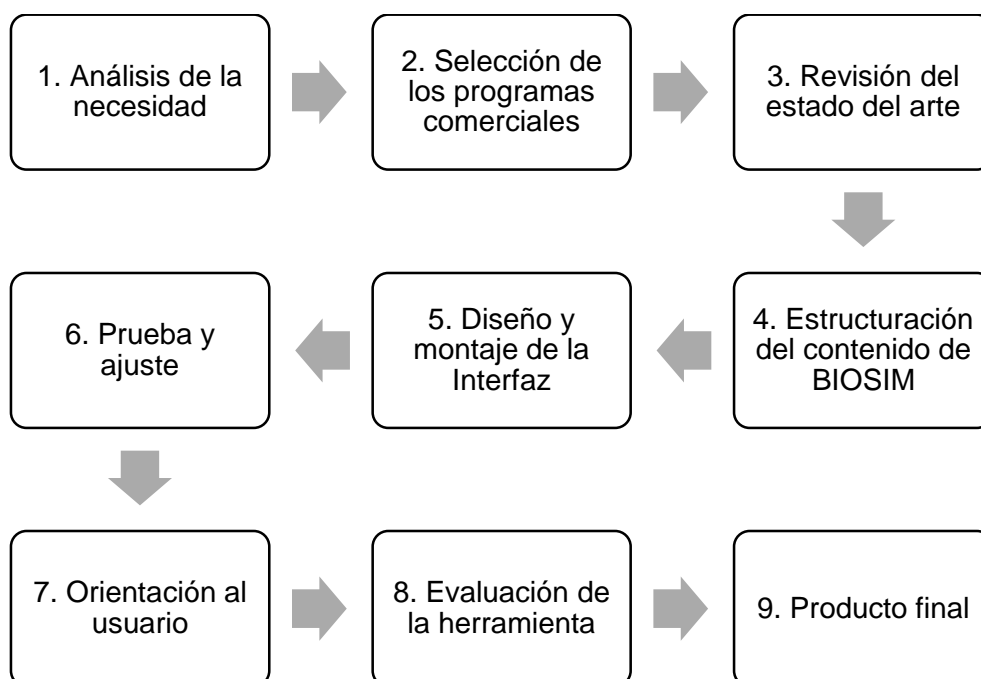 1. Análisis de la
necesidad
2. Selección de
los programas
comerciales
3. Revisión del
estado del arte
4. Estructuración
del contenido de
BIOSIM
5. Diseño y
montaje de la
Interfaz
6. Prueba y
ajuste
7. Orientación al
usuario
8. Evaluación de
la herramienta
9. Producto final